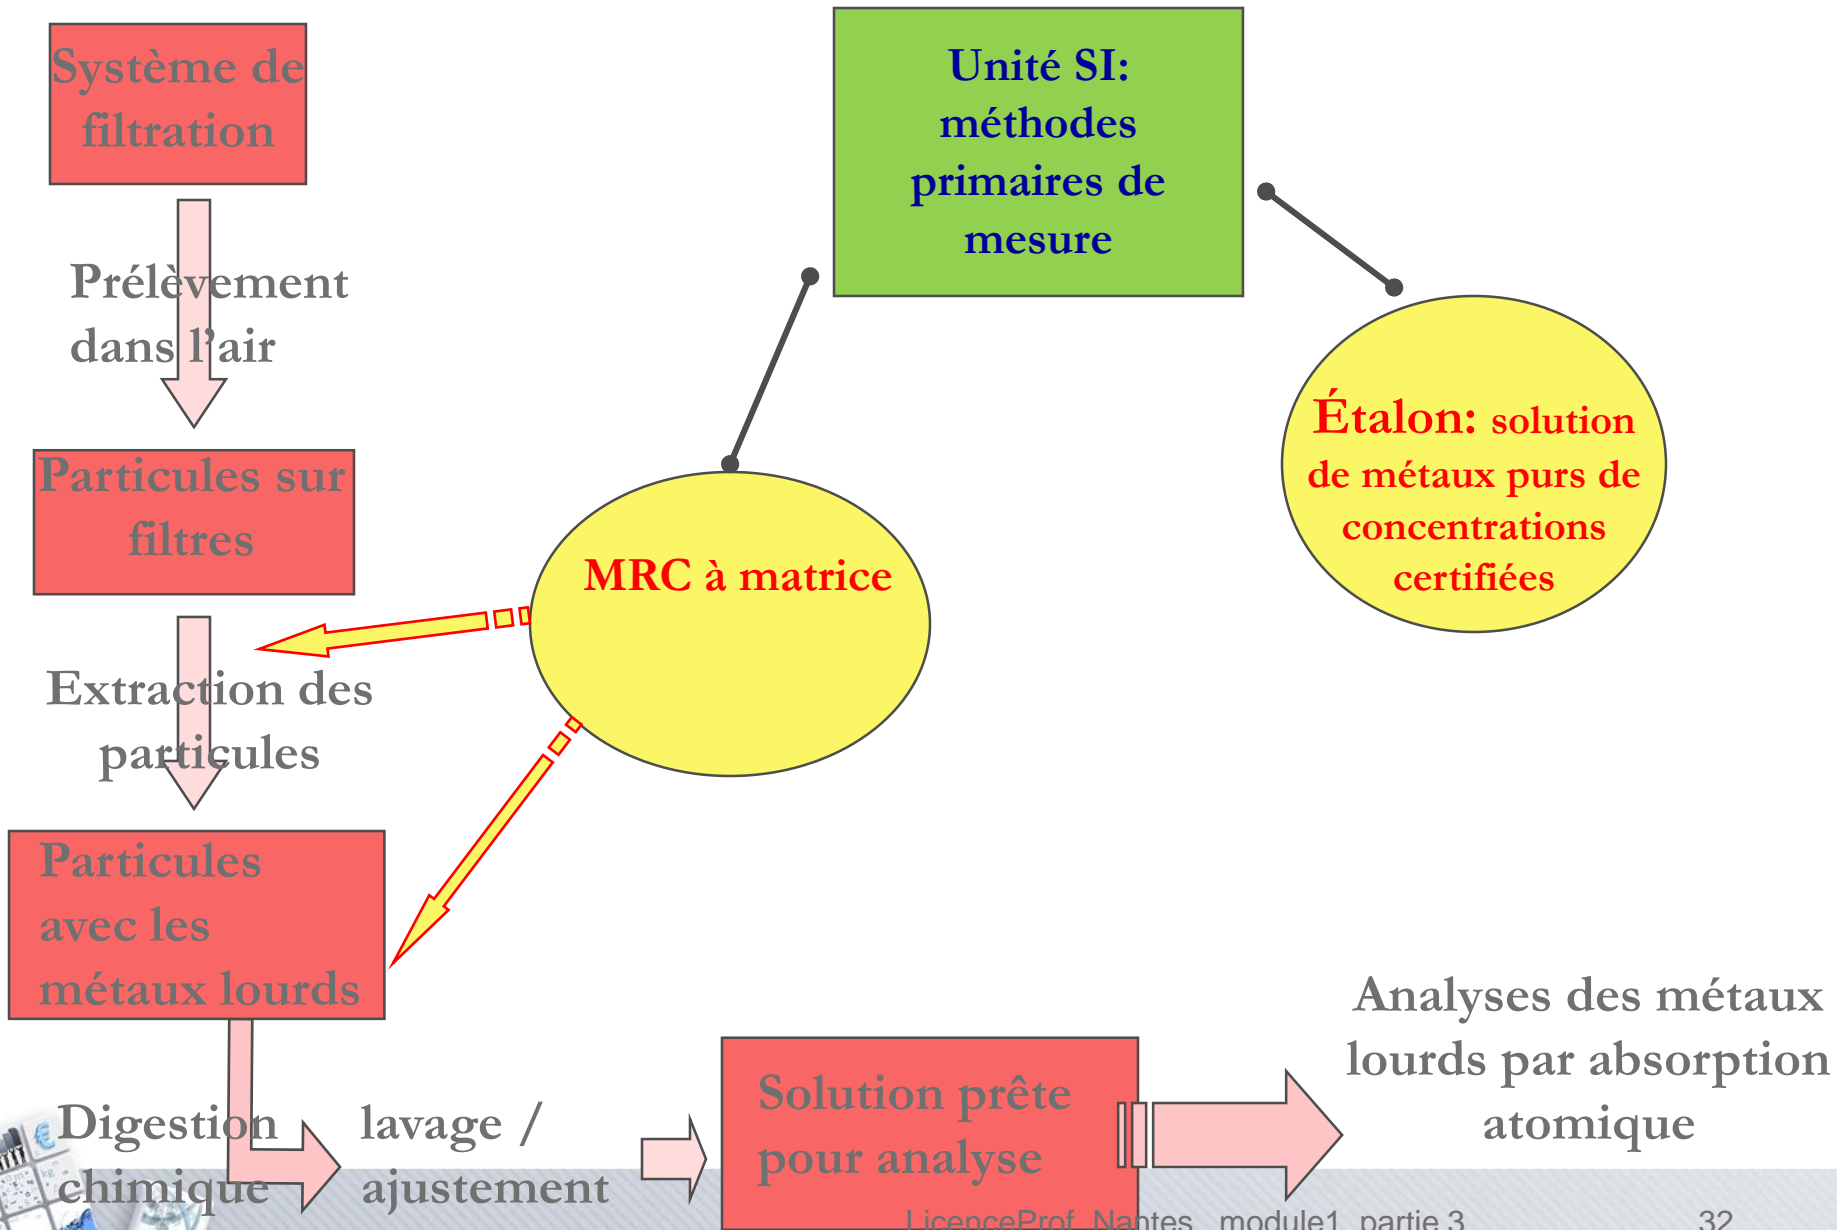 Système de
filtration
Prélèvement
dans l’air
Particules sur
filtres
Extraction des
particules
Particules
avec les
métaux lourds
Digestion
chimique
lavage /
ajustement
Solution prête
pour analyse
Analyses des métaux
lourds par absorption
atomique
Unité SI:
méthodes
primaires de
mesure
MRC à matrice
Étalon: solution
de métaux purs de
concentrations
certifiées
LicenceProf_Nantes_ module1_partie 3
32